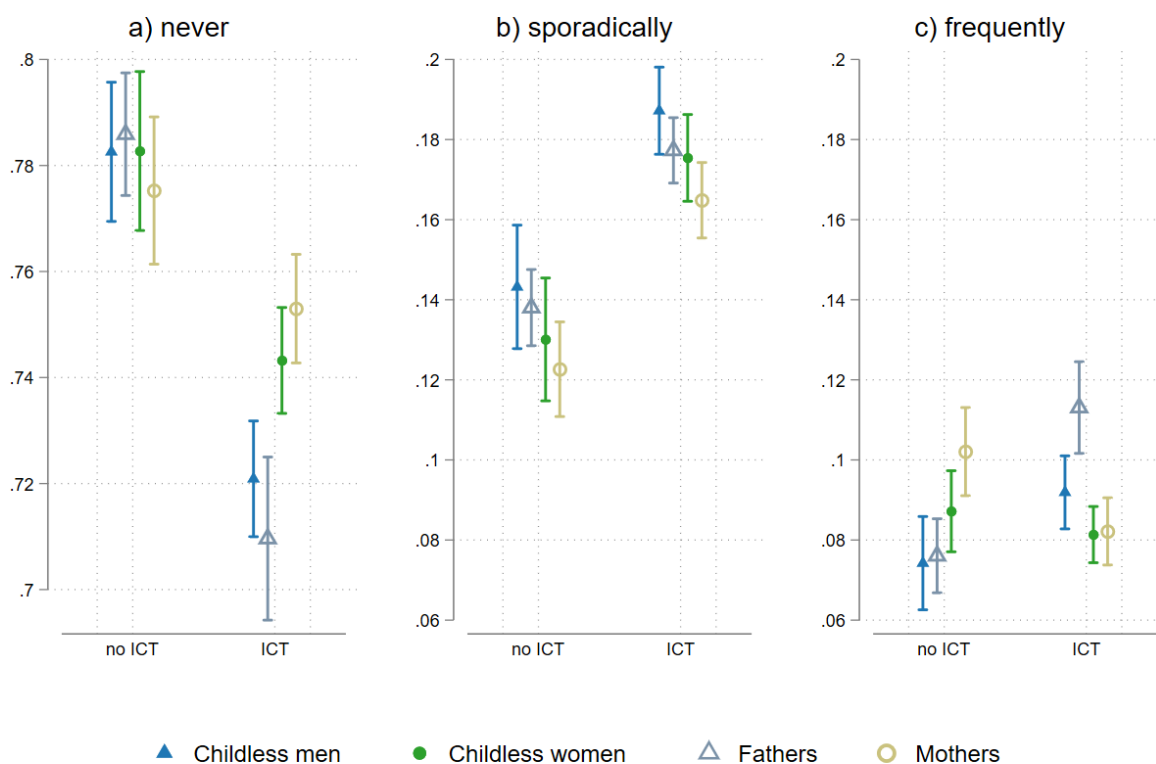 a) never
b) sporadically
c) frequently
.8
.78
.76
.74
.72
.7
no ICT
ICT
.2
.18
.16
.14
.12
.1
.08
.06
no ICT
ICT
.2
.18
.16
.14
.12
.1
.08
.06
no ICT
ICT
Childless men
Childless women
Fathers
Mothers